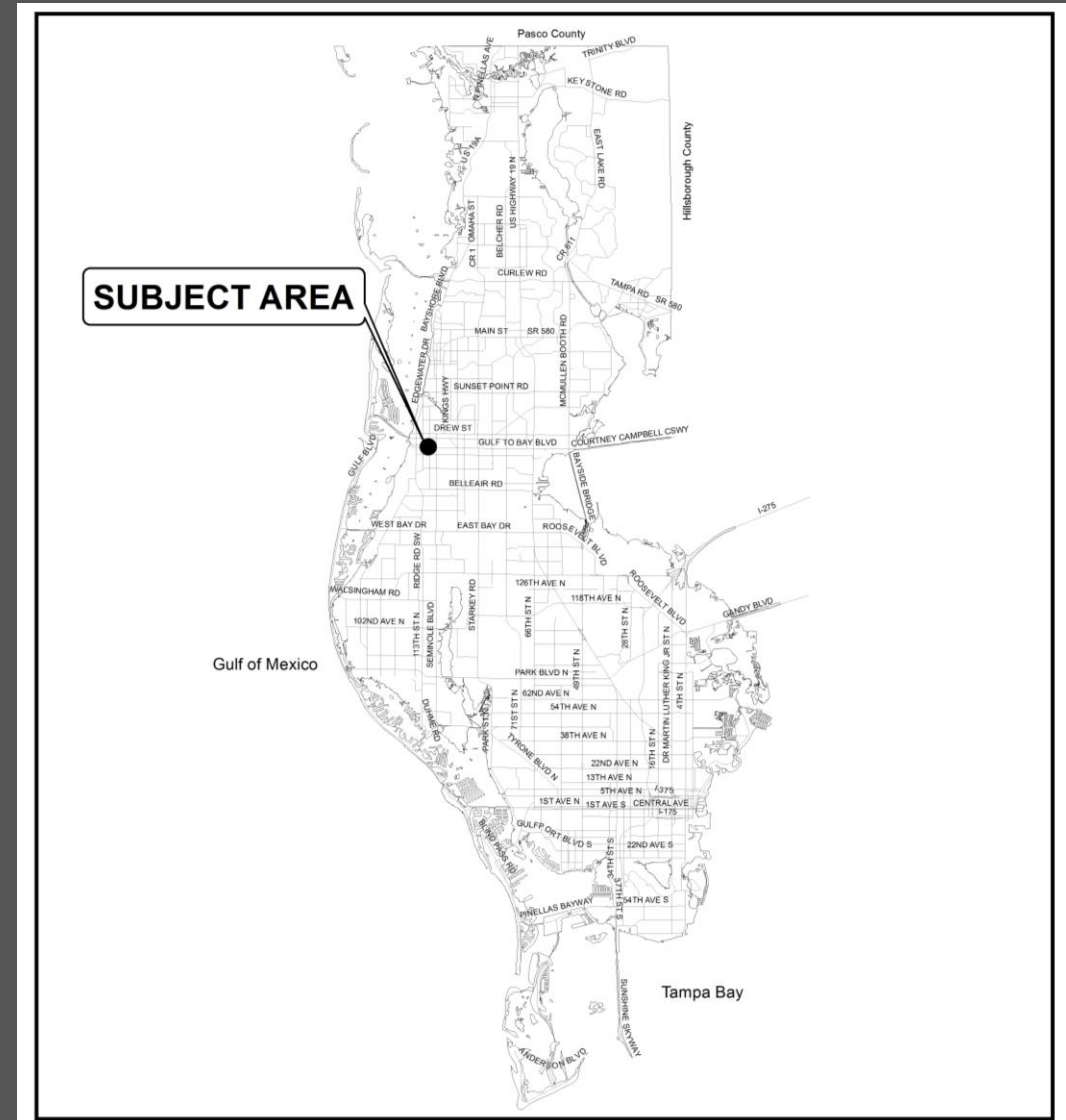 Pasco County
TRINITY BLVD
N PINELLAS AVE
KEYSTONE RD
EAST LAKE RD
Hillsborough County
US 19A
US HIGHWAY 19 N
OMAHA ST
BELCHER RD
CR 1
CR 611
CURLEW RD
SUBJECT AREA
BAYSHORE BLVD
TAMPA RD
SR 580
MAIN ST
SR 580
MCMULLEN BOOTH RD
EDGEWATER DR
SUNSET POINT RD
KINGS HWY
DREW ST
GULF TO BAY BLVD
COURTNEY CAMPBELL CSWY
GULF BLVD
BAYSIDE BRIDGE
BELLEAIR RD
I-275
WEST BAY DR
EAST BAY DR
ROOSEVELT BLVD
RIDGE RD SW
ROOSEVELT BLVD
126TH AVE N
WALSINGHAM RD
118TH AVE N
STARKEY RD
GANDY BLVD
66TH ST N
28TH ST N
102ND AVE N
113TH ST N
SEMINOLE BLVD
DR MARTIN LUTHER KING JR ST N
Gulf of Mexico
PARK BLVD N
49TH ST N
4TH ST N
62ND AVE N
54TH AVE N
DUHME RD
PARK ST N
71ST ST N
38TH AVE N
TYRONE BLVD N
16TH ST N
22ND AVE N
13TH AVE N
5TH AVE N
I-375
1ST AVE N
1ST AVE S
CENTRAL AVE
I-175
BLIND PASS RD
GULFPORT BLVD S
22ND AVE S
34TH ST S
37TH ST S
54TH AVE S
PINELLAS BAYWAY
Tampa Bay
SUNSHINE SKYWAY
ANDERSON BLVD